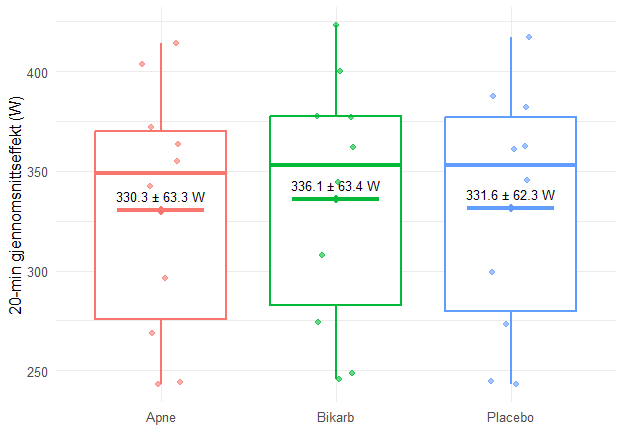 20-min gjennomsnittseffekt (W)
400
350
300
250
330.3 ± 63.3 W
336.1 ± 63.4 W
331.6 ± 62.3 W
Apne
Bikarb
Placebo